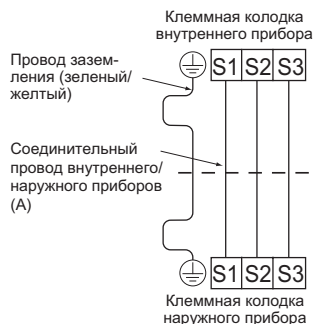 Клеммная колодка
внутреннего прибора
S1 S2 S3
Провод зазем-
ления (зеленый/
желтый)
Соединительный
провод внутреннего/
наружного приборов
(A)
S1 S2 S3
Клеммная колодка
наружного прибора